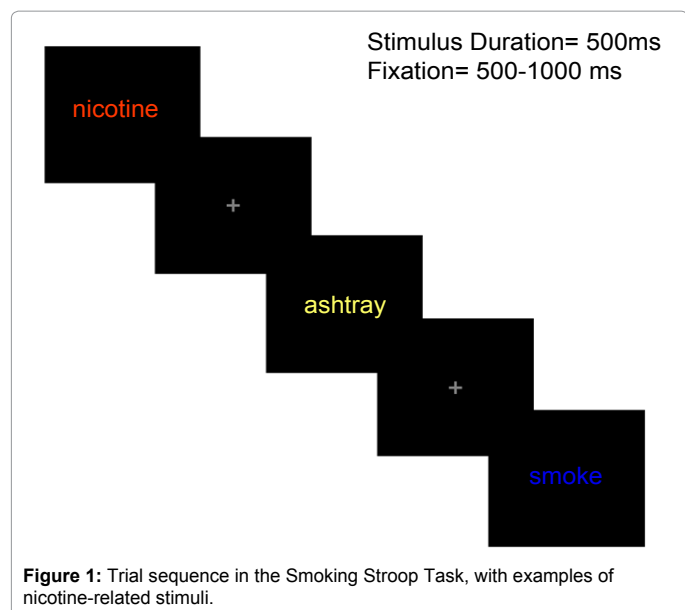 Stimulus Duration= 500ms
Fixation= 500-1000 ms
nicotine
+
ashtray
+
smoke
Figure 1: Trial sequence in the Smoking Stroop Task, with examples of
nicotine-related stimuli.